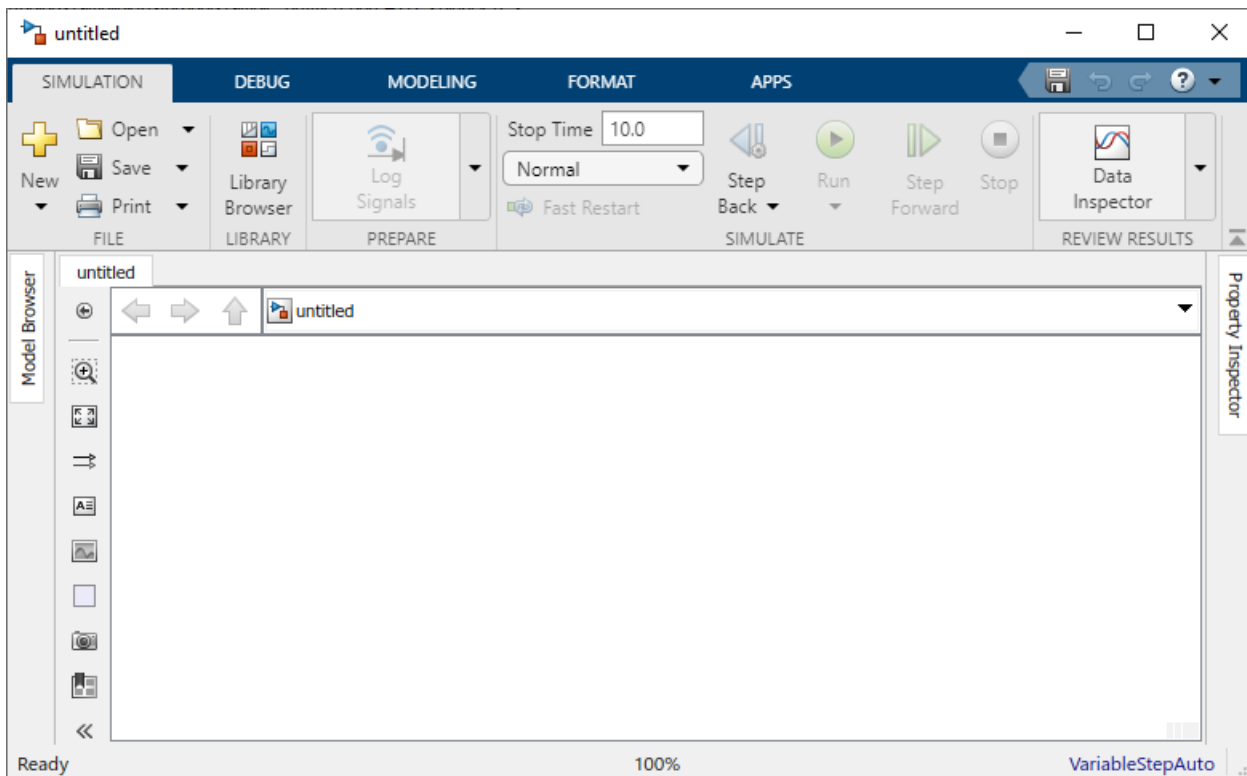 untitled
SIMULATION DEBUG MODELING FORMAT APPS
New
Open
Save
Print
FILE
Library
Browser
LIBRARY
Log
Signals
PREPARE
Stop Time 10.0
Normal
Fast Restart
Step
Back
Run
Step
Forward
Stop
SIMULATE
Data
Inspector
REVIEW RESULTS
Model Browser
untitled
untitled
Property Inspector
Ready 100% VariableStepAuto